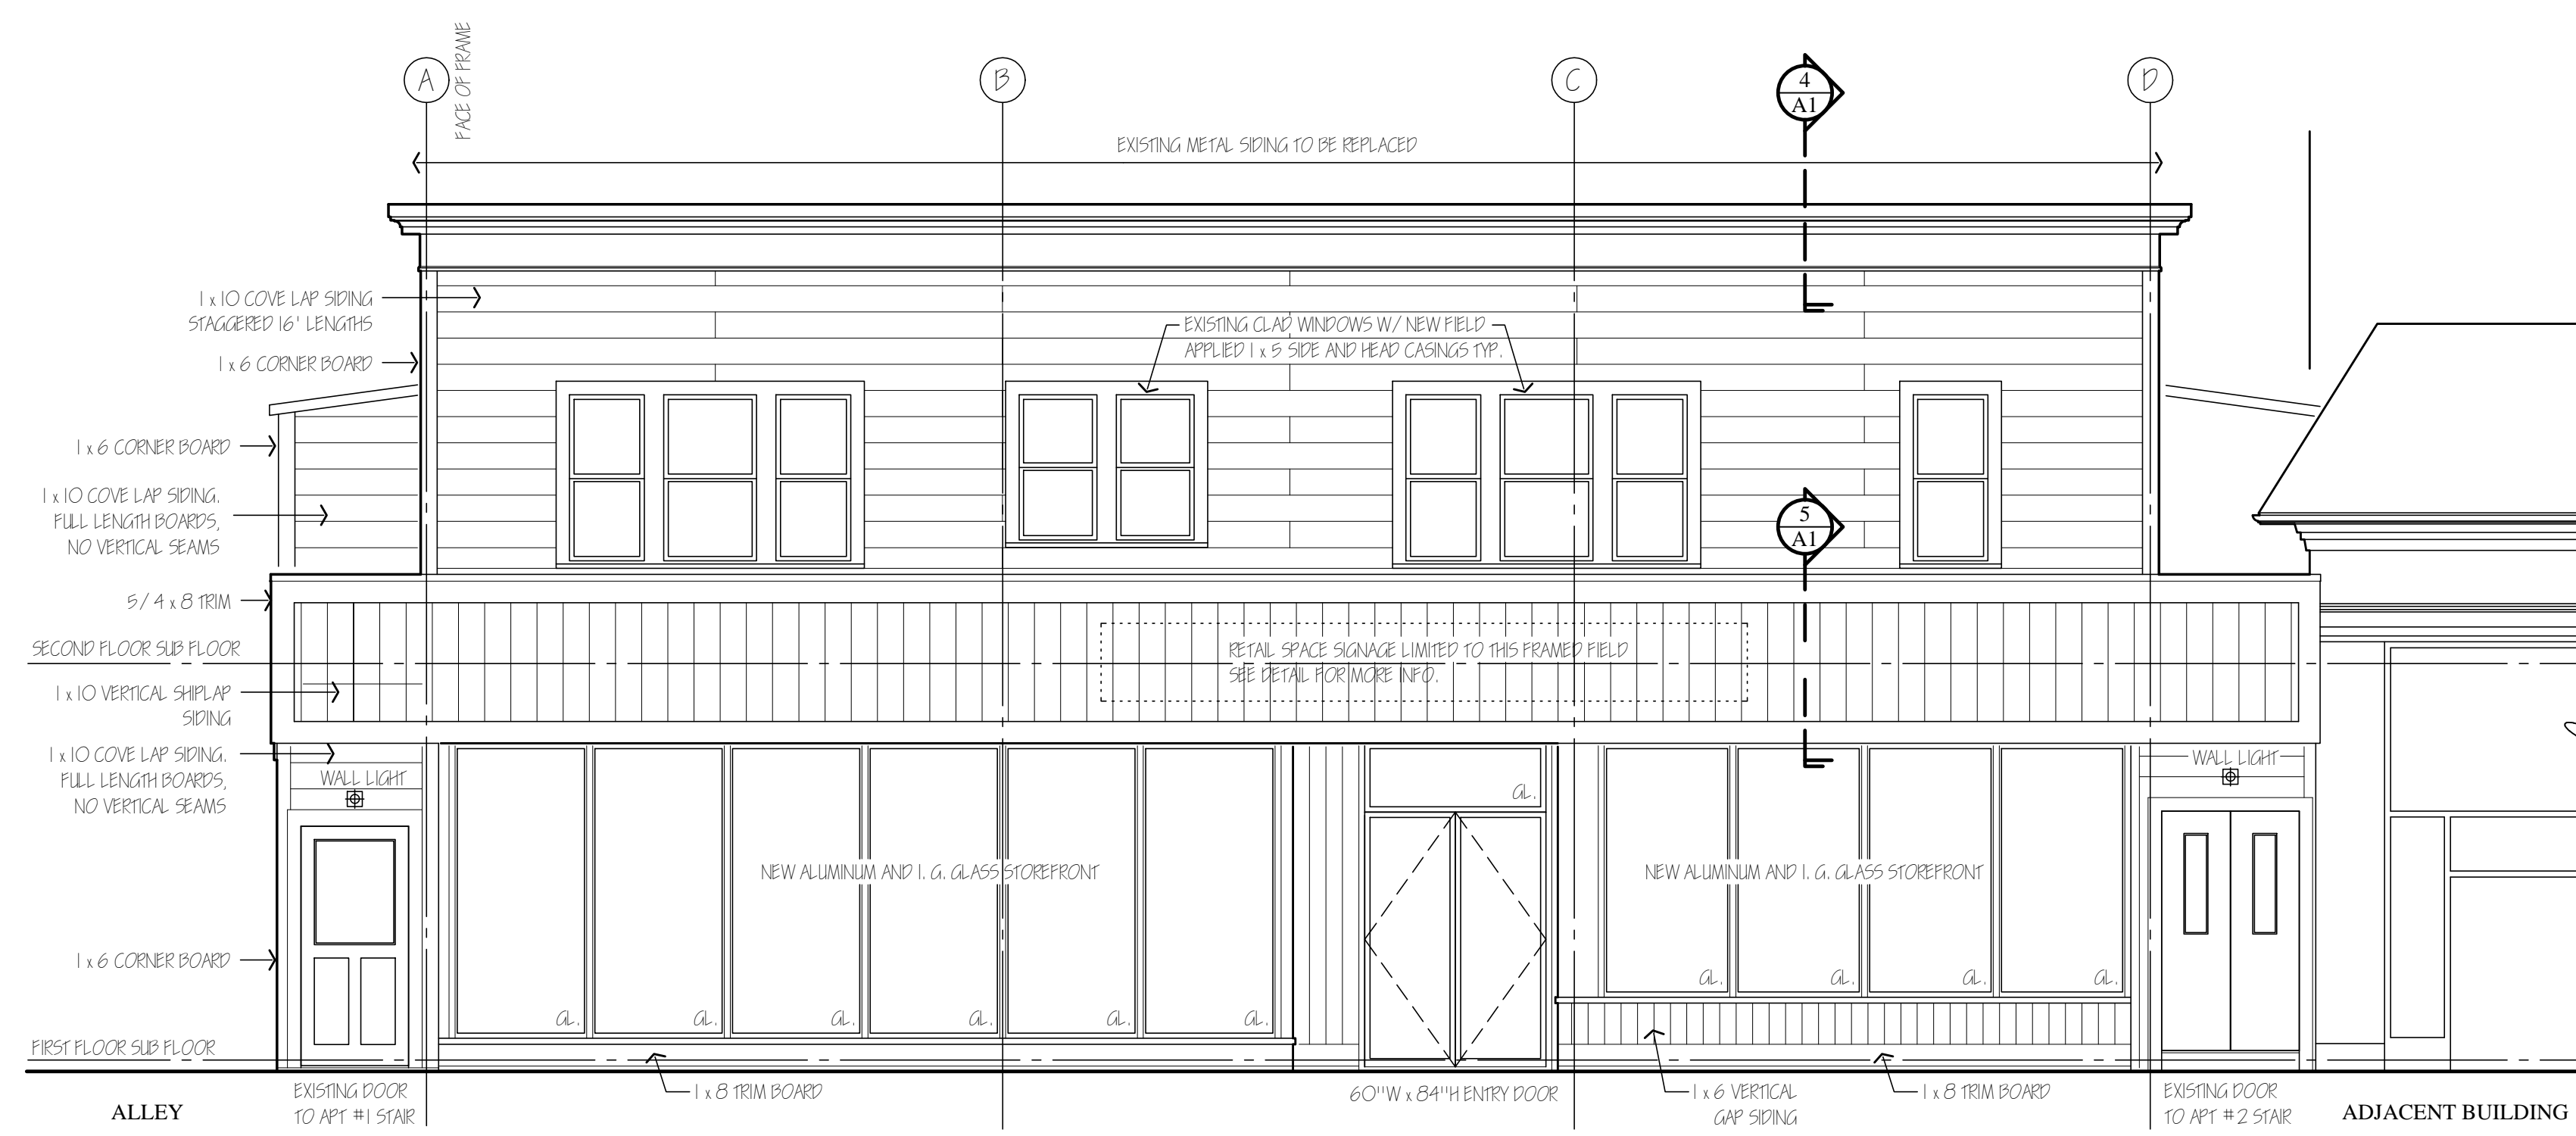 A
FACE OF FRAME
B
C
4
A1
D
EXISTING METAL SIDING TO BE REPLACED
1 x 10 COVE LAP SIDING
STAGGERED 16' LENGTHS
1 x 6 CORNER BOARD
EXISTING CLAD WINDOWS W/ NEW FIELD
APPLIED 1 x 5 SIDE AND HEAD CASINGS TYP.
1 x 6 CORNER BOARD
1 x 10 COVE LAP SIDING.
FULL LENGTH BOARDS,
NO VERTICAL SEAMS
5
A1
5/4 x 8 TRIM
SECOND FLOOR SUB FLOOR
RETAIL SPACE SIGNAGE LIMITED TO THIS FRAMED FIELD
SEE DETAIL FOR MORE INFO.
1 x 10 VERTICAL SHIPLAP
SIDING
1 x 10 COVE LAP SIDING.
FULL LENGTH BOARDS,
NO VERTICAL SEAMS
WALL LIGHT
WALL LIGHT
GL.
NEW ALUMINUM AND I. G. GLASS STOREFRONT
NEW ALUMINUM AND I. G. GLASS STOREFRONT
1 x 6 CORNER BOARD
GL.
GL.
GL.
GL.
GL.
GL.
GL.
GL.
GL.
GL.
FIRST FLOOR SUB FLOOR
EXISTING DOOR
TO APT #1 STAIR
1 x 8 TRIM BOARD
60"W x 84"H ENTRY DOOR
1 x 6 VERTICAL
GAP SIDING
1 x 8 TRIM BOARD
EXISTING DOOR
TO APT #2 STAIR
ALLEY
ADJACENT BUILDING